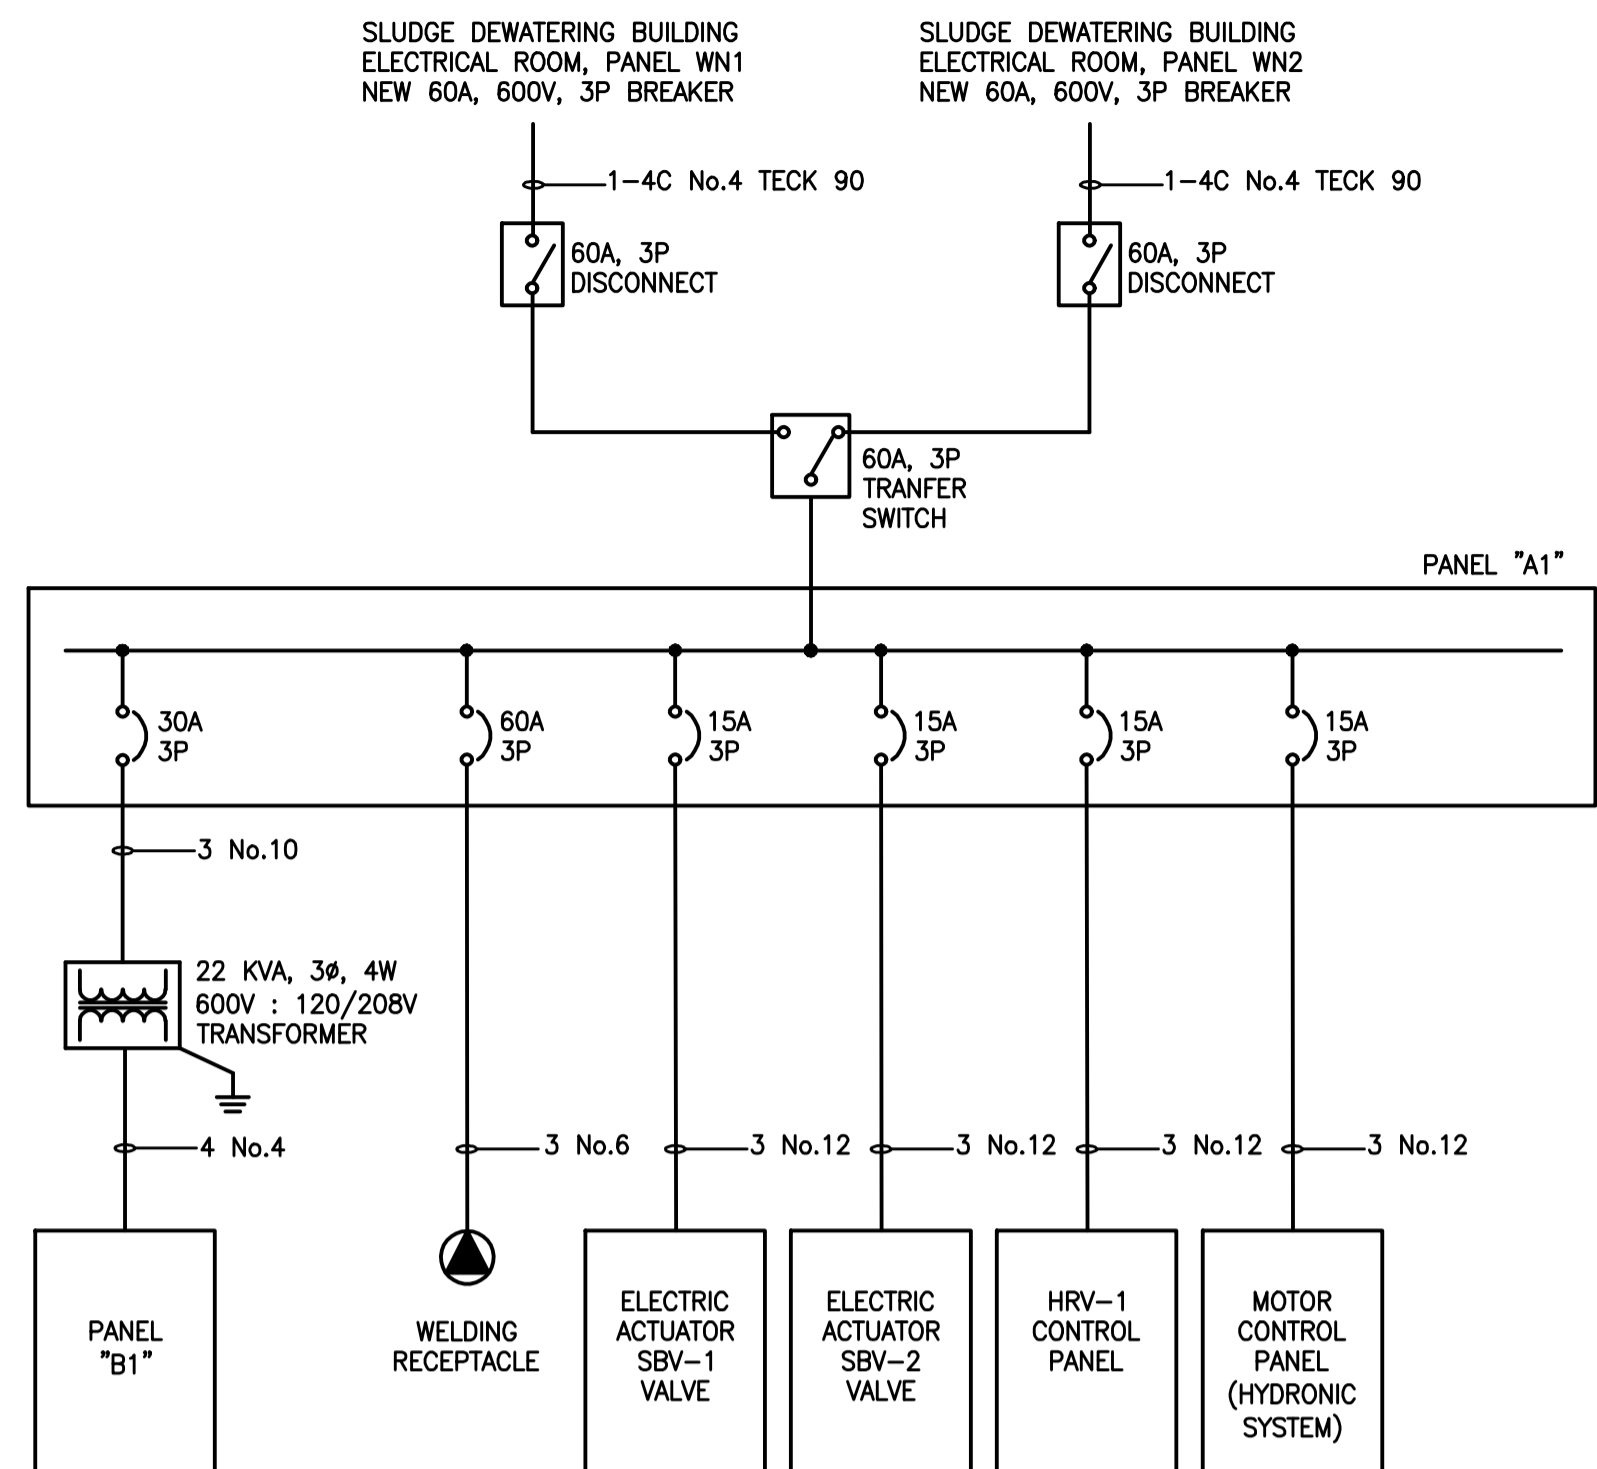 SLUDGE DEWATERING BUILDING
ELECTRICAL ROOM, PANEL WN1
NEW 60A, 600V, 3P BREAKER
SLUDGE DEWATERING BUILDING
ELECTRICAL ROOM, PANEL WN2
NEW 60A, 600V, 3P BREAKER
1-4C No.4 TECK 90
1-4C No.4 TECK 90
60A, 3P
DISCONNECT
60A, 3P
DISCONNECT
60A, 3P
TRANFER
SWITCH
PANEL "A1"
30A
3P
60A
3P
15A
3P
15A
3P
15A
3P
15A
3P
3 No.10
22 KVA, 3ø, 4W
600V : 120/208V
TRANSFORMER
4 No.4
3 No.6
3 No.12
3 No.12
3 No.12
3 No.12
PANEL
"B1"
WELDING
RECEPTACLE
ELECTRIC
ACTUATOR
SBV-1
VALVE
ELECTRIC
ACTUATOR
SBV-2
VALVE
HRV-1
CONTROL
PANEL
MOTOR
CONTROL
PANEL
(HYDRONIC
SYSTEM)